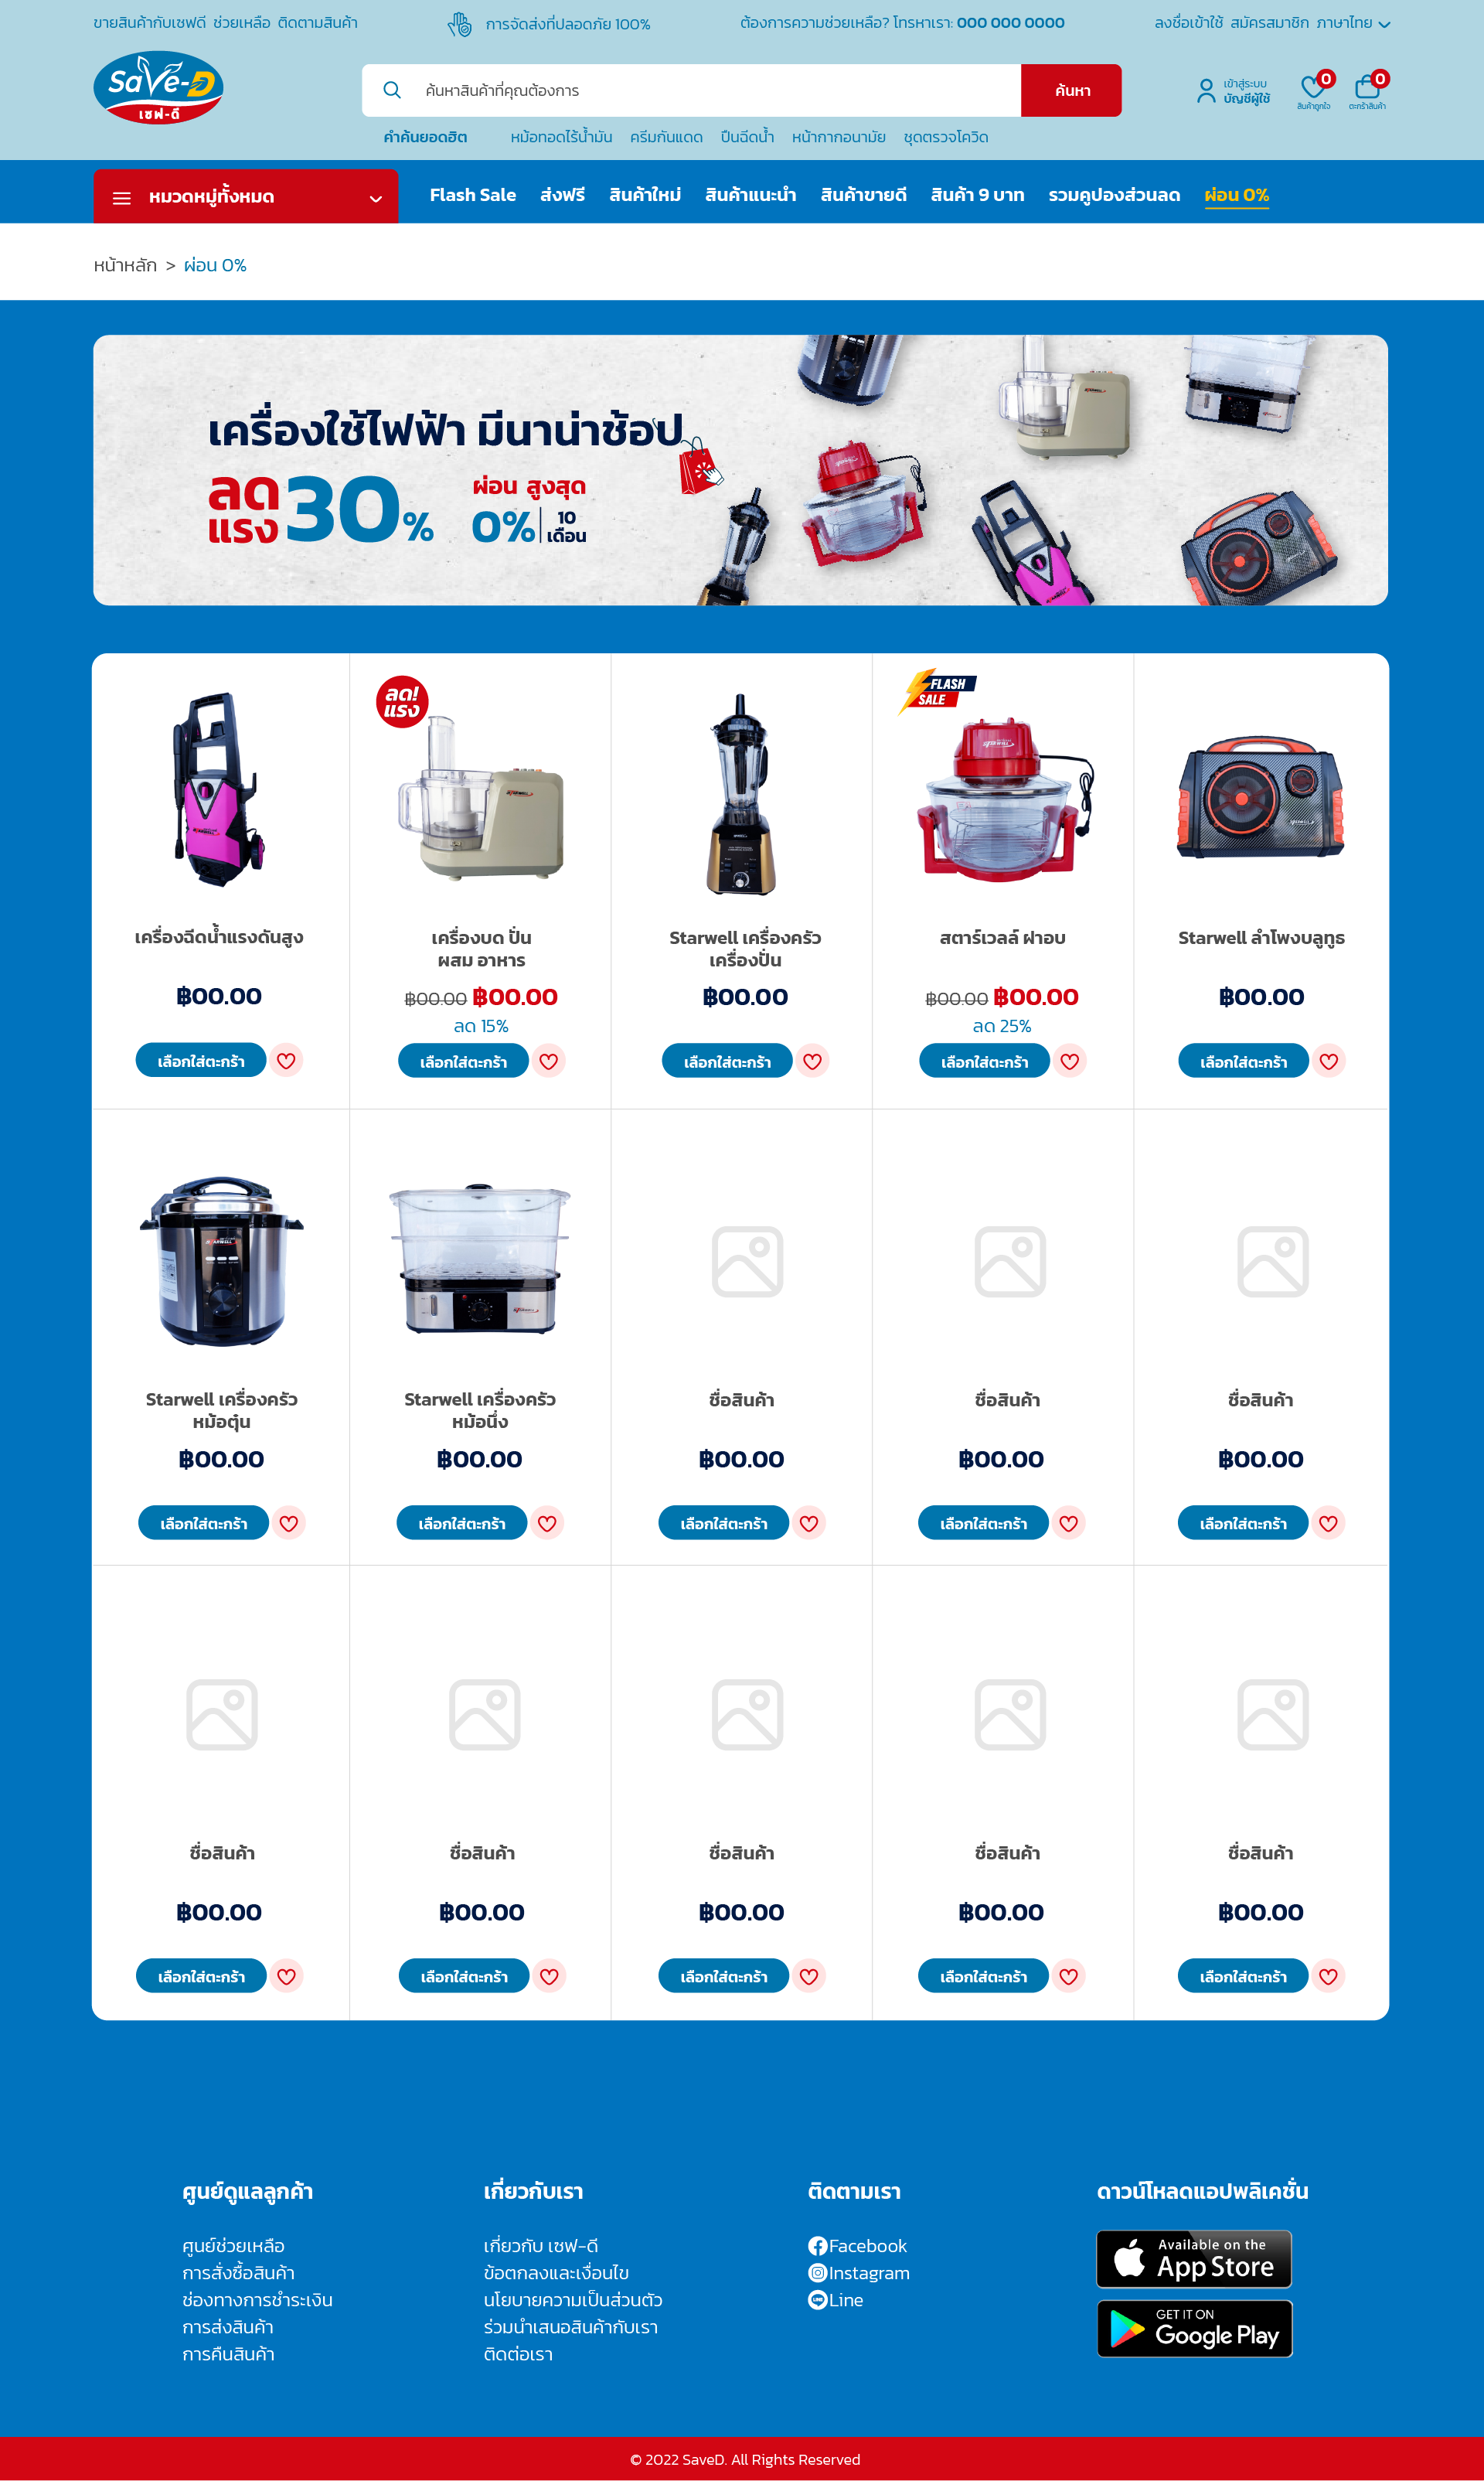 ขายสินค้ากับเซฟดี ช่วยเหลือ ติดตามสินค้า
การจัดส่งที่ปลอดภัย 100%
ต้องการความช่วยเหลือ? โทรหาเรา: 000 000 0000
ลงชื่อเข้าใช้ สมัครสมาชิก ภาษาไทย
SaVe-D
เซฟ-ดี
ค้นหาสินค้าที่คุณต้องการ
ค้นหา
เข้าสู่ระบบ
บัญชีผู้ใช้
0
สินค้าถูกใจ
0
ตะกร้าสินค้า
คำค้นยอดฮิต หม้อทอดไร้น้ำมัน ครีมกันแดด ปืนฉีดน้ำ หน้ากากอนามัย ชุดตรวจโควิด
หมวดหมู่ทั้งหมด
Flash Sale ส่งฟรี สินค้าใหม่ สินค้าแนะนำ สินค้าขายดี สินค้า 9 บาท รวมคูปองส่วนลด ผ่อน 0%
หน้าหลัก > ผ่อน 0%
เครื่องใช้ไฟฟ้า มีนาน่าช้อป
ลด
แรง
30%
ผ่อน สูงสุด
0%
10
เดือน
ลด!
แรง
FLASH
SALE
เครื่องฉีดน้ำแรงดันสูง
฿00.00
เลือกใส่ตะกร้า
เครื่องบด ปั่น
ผสม อาหาร
฿00.00 ฿00.00
ลด 15%
เลือกใส่ตะกร้า
Starwell เครื่องครัว
เครื่องปั่น
฿00.00
เลือกใส่ตะกร้า
สตาร์เวลล์ ฝาอบ
฿00.00 ฿00.00
ลด 25%
เลือกใส่ตะกร้า
Starwell ลำโพงบลูทูธ
฿00.00
เลือกใส่ตะกร้า
Starwell เครื่องครัว
หม้อตุ๋น
฿00.00
เลือกใส่ตะกร้า
Starwell เครื่องครัว
หม้อนึ่ง
฿00.00
เลือกใส่ตะกร้า
ชื่อสินค้า
฿00.00
เลือกใส่ตะกร้า
ชื่อสินค้า
฿00.00
เลือกใส่ตะกร้า
ชื่อสินค้า
฿00.00
เลือกใส่ตะกร้า
ชื่อสินค้า
฿00.00
เลือกใส่ตะกร้า
ชื่อสินค้า
฿00.00
เลือกใส่ตะกร้า
ชื่อสินค้า
฿00.00
เลือกใส่ตะกร้า
ชื่อสินค้า
฿00.00
เลือกใส่ตะกร้า
ชื่อสินค้า
฿00.00
เลือกใส่ตะกร้า
ศูนย์ดูแลลูกค้า
ศูนย์ช่วยเหลือ
การสั่งซื้อสินค้า
ช่องทางการชำระเงิน
การส่งสินค้า
การคืนสินค้า
เกี่ยวกับเรา
เกี่ยวกับ เซฟ-ดี
ข้อตกลงและเงื่อนไข
นโยบายความเป็นส่วนตัว
ร่วมนำเสนอสินค้ากับเรา
ติดต่อเรา
ติดตามเรา
Facebook
Instagram
Line
ดาวน์โหลดแอปพลิเคชั่น
Available on the
App Store
GET IT ON
Google Play
© 2022 SaveD. All Rights Reserved